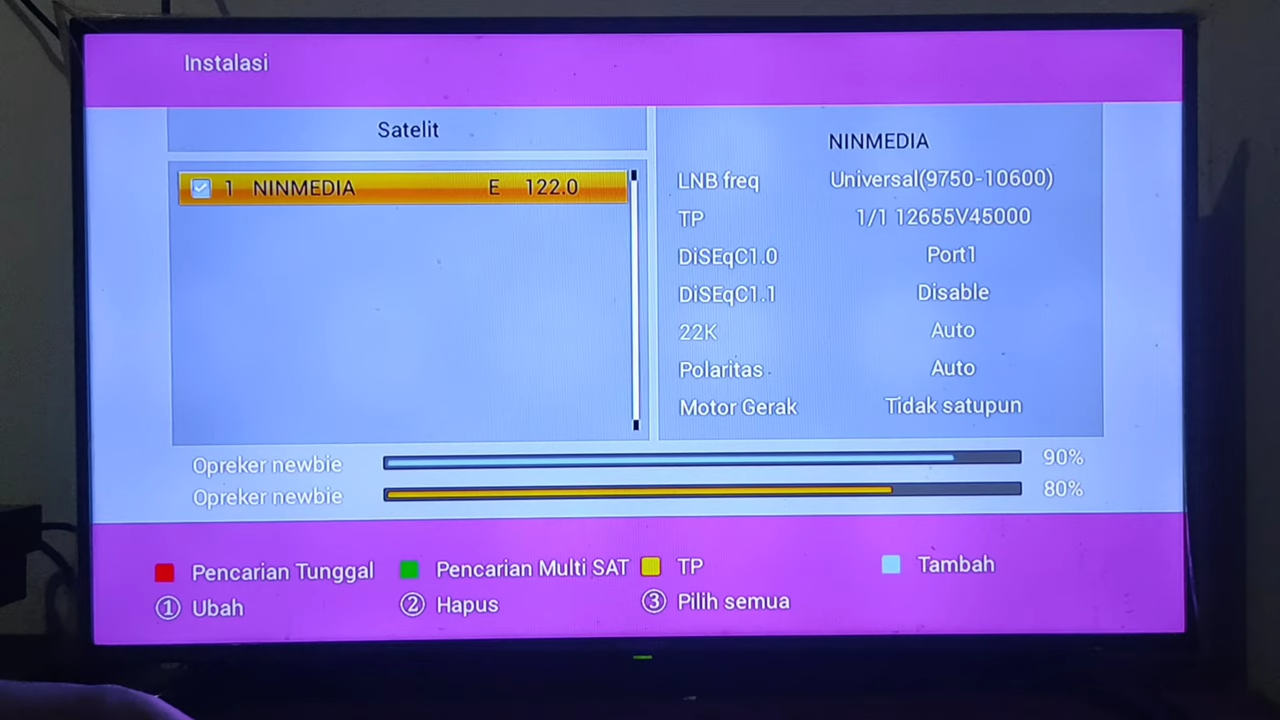 Instalasi
Satelit
1 NINMEDIA E 122.0
NINMEDIA
LNB freq Universal(9750-10600)
TP 1/1 12655V45000
DiSEqC1.0 Port1
DiSEqC1.1 Disable
22K Auto
Polaritas Auto
Motor Gerak Tidak satupun
Opreker newbie 90%
Opreker newbie 80%
Pencarian Tunggal Pencarian Multi SAT TP Tambah
① Ubah ② Hapus ③ Pilih semua